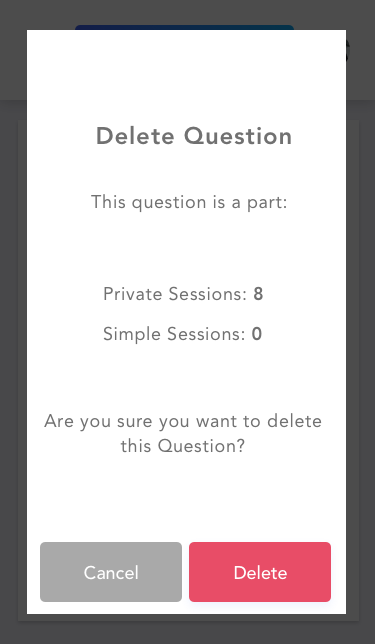 Delete Question
This question is a part:
Private Sessions: 8
Simple Sessions: 0
Are you sure you want to delete
this Question?
Cancel Delete